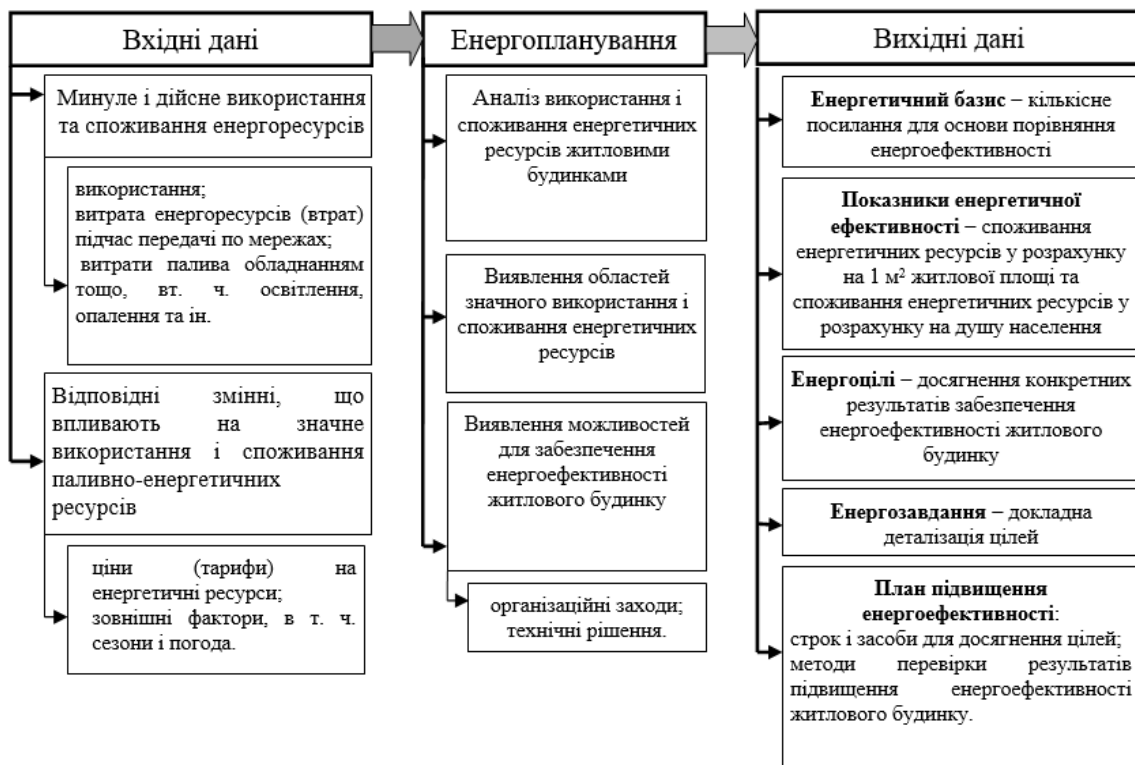 Вхідні дані
Минуле і дійсне використання
та споживання енергоресурсів
використання;
витрата енергоресурсів (втрат)
підчас передачі по мережах;
витрати палива обладнанням
тощо, вт. ч. освітлення,
опалення та ін.
Відповідні змінні, що
впливають на значне
використання і споживання
паливно-енергетичних
ресурсів
ціни (тарифи) на
енергетичні ресурси;
зовнішні фактори, в т. ч.
сезони і погода.
Енергопланування
Аналіз використання і
споживання енергетичних
ресурсів житловими
будинками
Виявлення областей
значного використання і
споживання енергетичних
ресурсів
Виявлення можливостей
для забезпечення
енергоефективності
житлового будинку
організаційні заходи;
технічні рішення.
Вихідні дані
Енергетичний базис – кількісне
посилання для основи порівняння
енергоефективності
Показники енергетичної
ефективності – споживання
енергетичних ресурсів у розрахунку
на 1 м² житлової площі та
споживання енергетичних ресурсів у
розрахунку на душу населення
Енергоцілі – досягнення конкретних
результатів забезпечення
енергоефективності житлового
будинку
Енергозавдання – докладна
деталізація цілей
План підвищення
енергоефективності:
строк і засоби для досягнення цілей;
методи перевірки результатів
підвищення енергоефективності
житлового будинку.